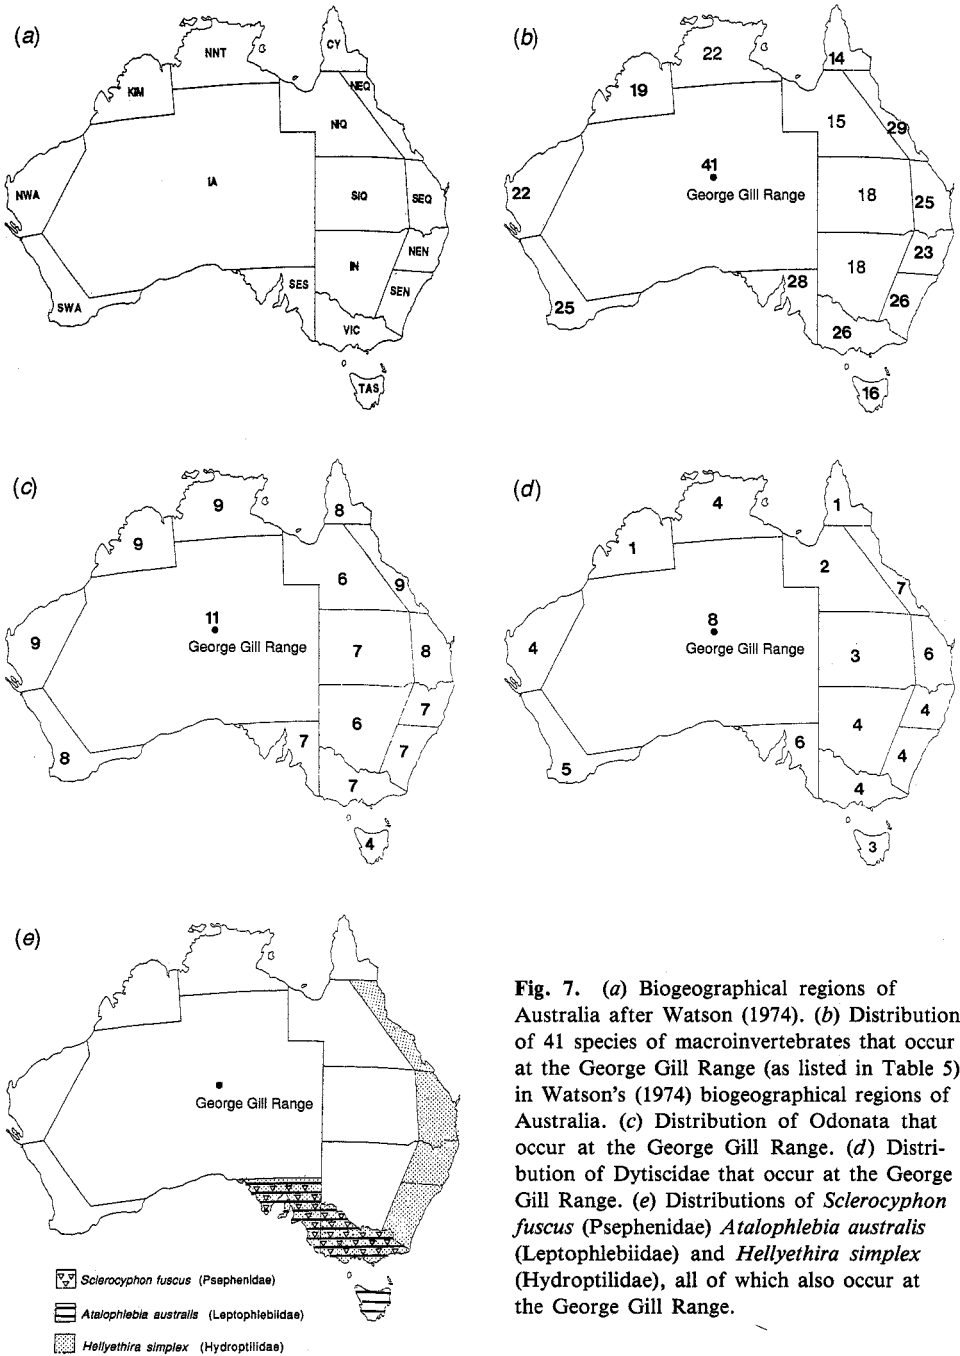 (a)
CY
NNT
NEQ
KIM
NIQ
NWA
IA
SIQ
SEQ
NEN
IN
SES
SEN
SWA
VIC
TAS
(b)
14
22
19
15
29
41
22
George Gill Range
18
25
23
18
28
26
25
26
16
(c)
9
8
9
6
9
11
9
George Gill Range
7
8
7
6
7
7
8
7
4
(d)
4
1
1
2
7
8
4
George Gill Range
3
6
4
4
6
4
5
4
3
(e)
George Gill Range
Sclerocyphon fuscus (Psephenidae)
Atalophlebia australis (Leptophlebiidae)
Hellyethira simplex (Hydroptilidae)
Fig. 7. (a) Biogeographical regions of
Australia after Watson (1974). (b) Distribution
of 41 species of macroinvertebrates that occur
at the George Gill Range (as listed in Table 5)
in Watson's (1974) biogeographical regions of
Australia. (c) Distribution of Odonata that
occur at the George Gill Range. (d) Distri-
bution of Dytiscidae that occur at the George
Gill Range. (e) Distributions of Sclerocyphon
fuscus (Psephenidae) Atalophlebia australis
(Leptophlebiidae) and Hellyethira simplex
(Hydroptilidae), all of which also occur at
the George Gill Range.